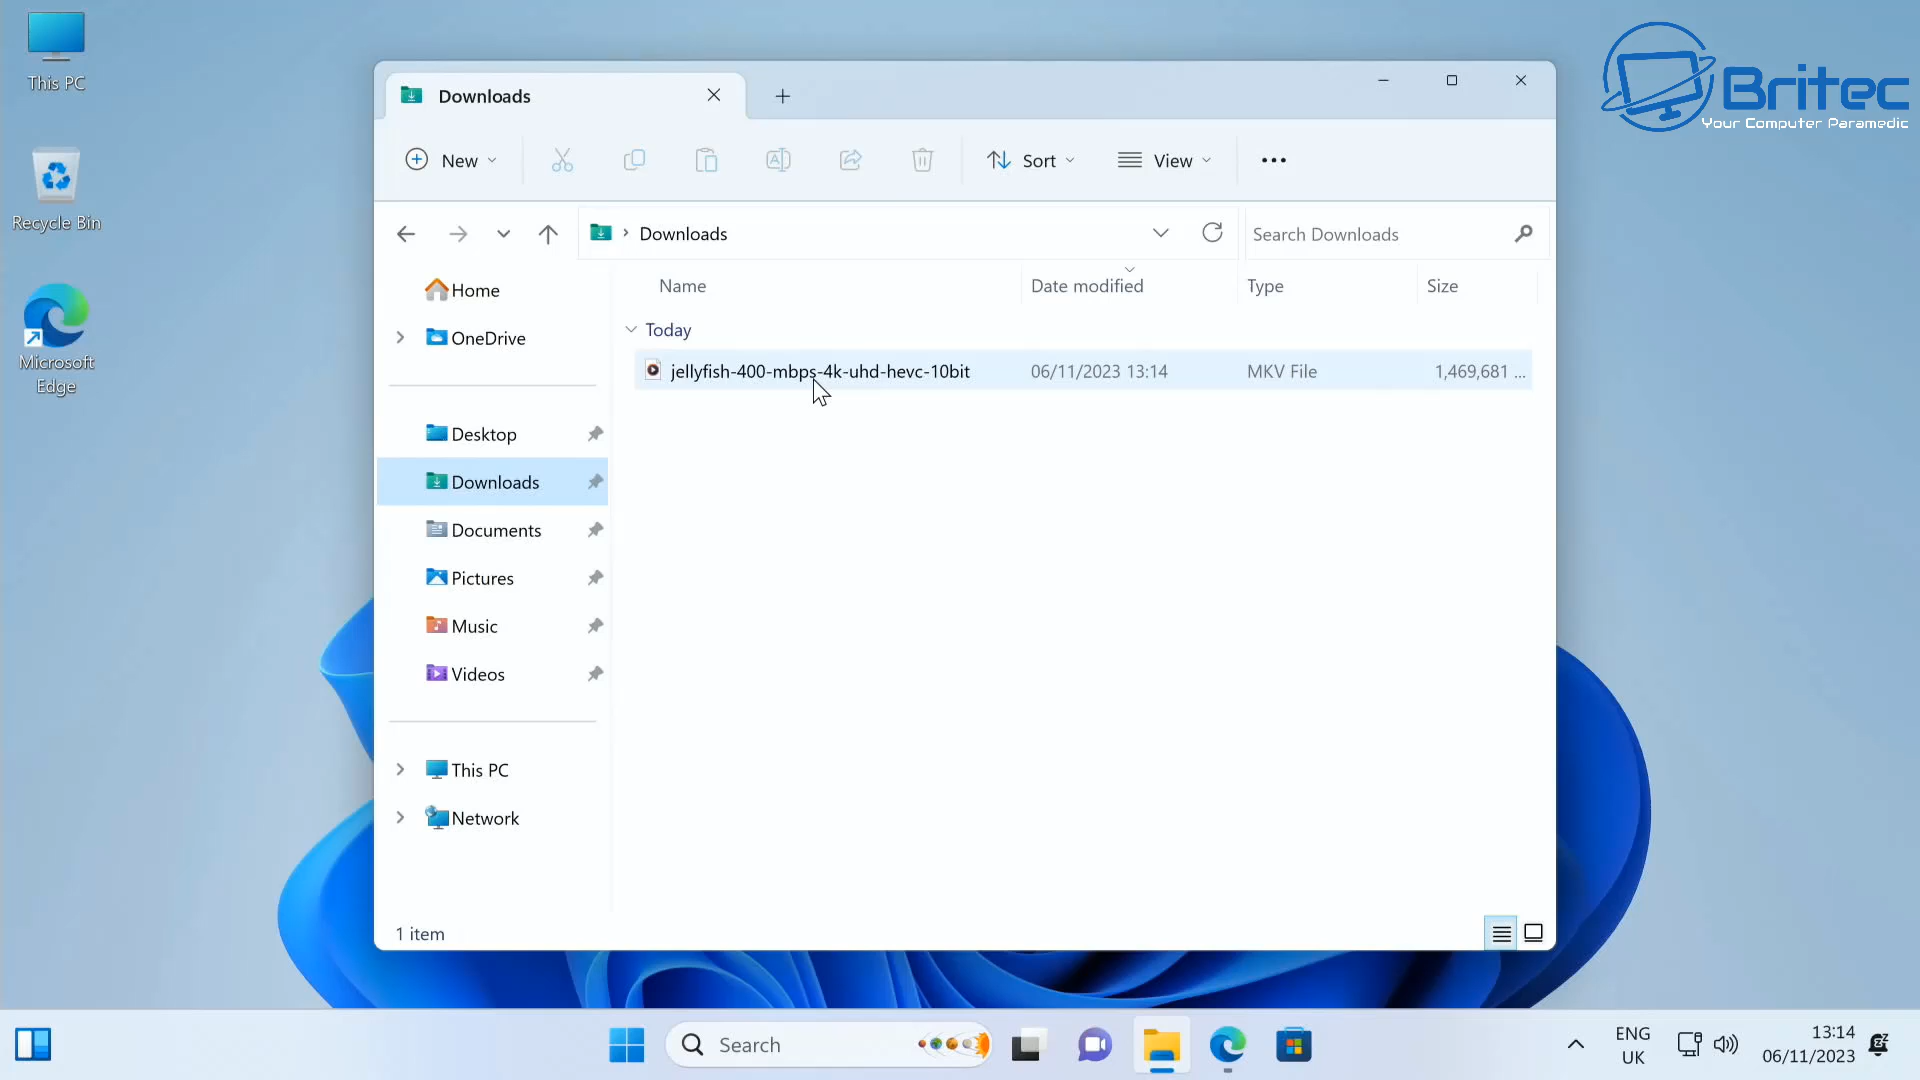 This PC
Recycle Bin
Microsoft
Edge
Britec
Your Computer Paramedic
Downloads
New
Sort
View
Downloads
Search Downloads
Name
Date modified
Type
Size
Home
OneDrive
Desktop
Downloads
Documents
Pictures
Music
Videos
This PC
Network
Today
jellyfish-400-mbps-4k-uhd-hevc-10bit
06/11/2023 13:14
MKV File
1,469,681 ...
1 item
Search
ENG
UK
13:14
06/11/2023